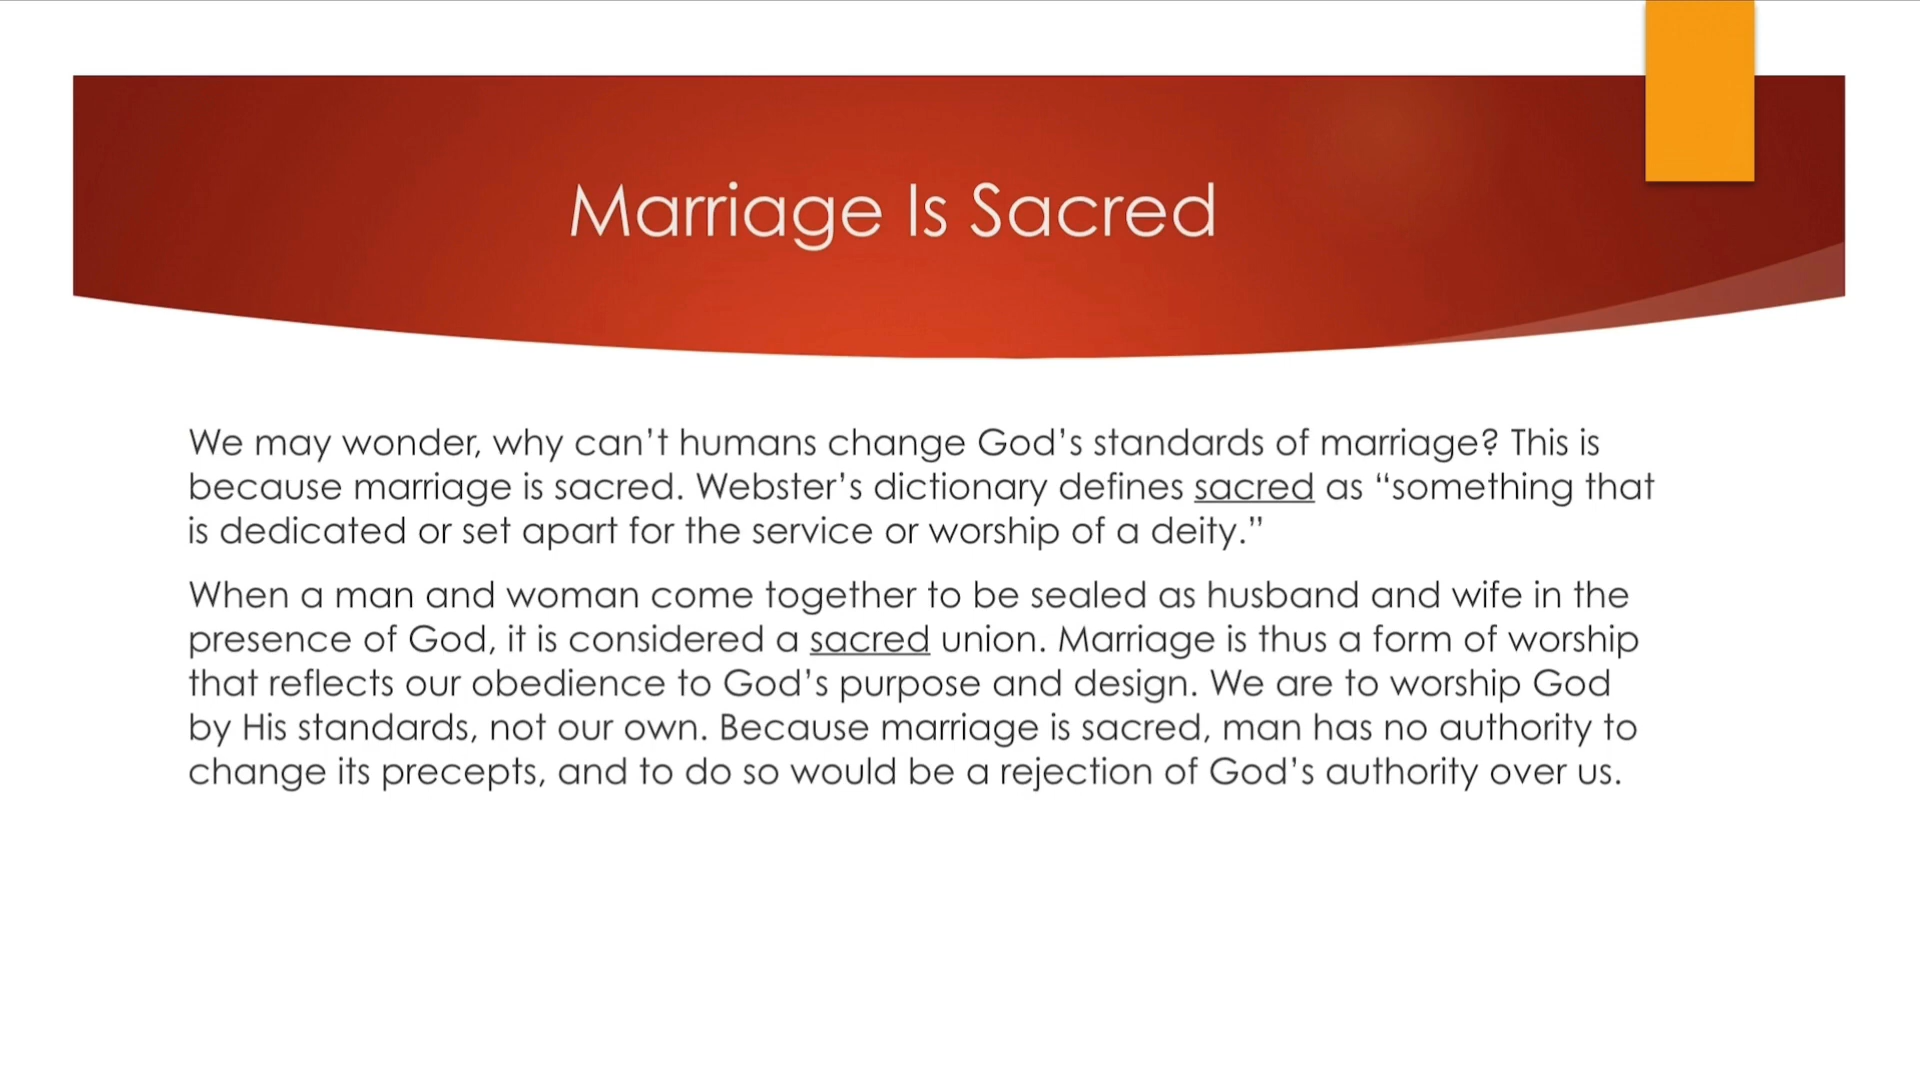 Marriage Is Sacred
We may wonder, why can’t humans change God’s standards of marriage? This is
because marriage is sacred. Webster’s dictionary defines sacred as “something that
is dedicated or set apart for the service or worship of a deity.”
When a man and woman come together to be sealed as husband and wife in the
presence of God, it is considered a sacred union. Marriage is thus a form of worship
that reflects our obedience to God’s purpose and design. We are to worship God
by His standards, not our own. Because marriage is sacred, man has no authority to
change its precepts, and to do so would be a rejection of God’s authority over us.